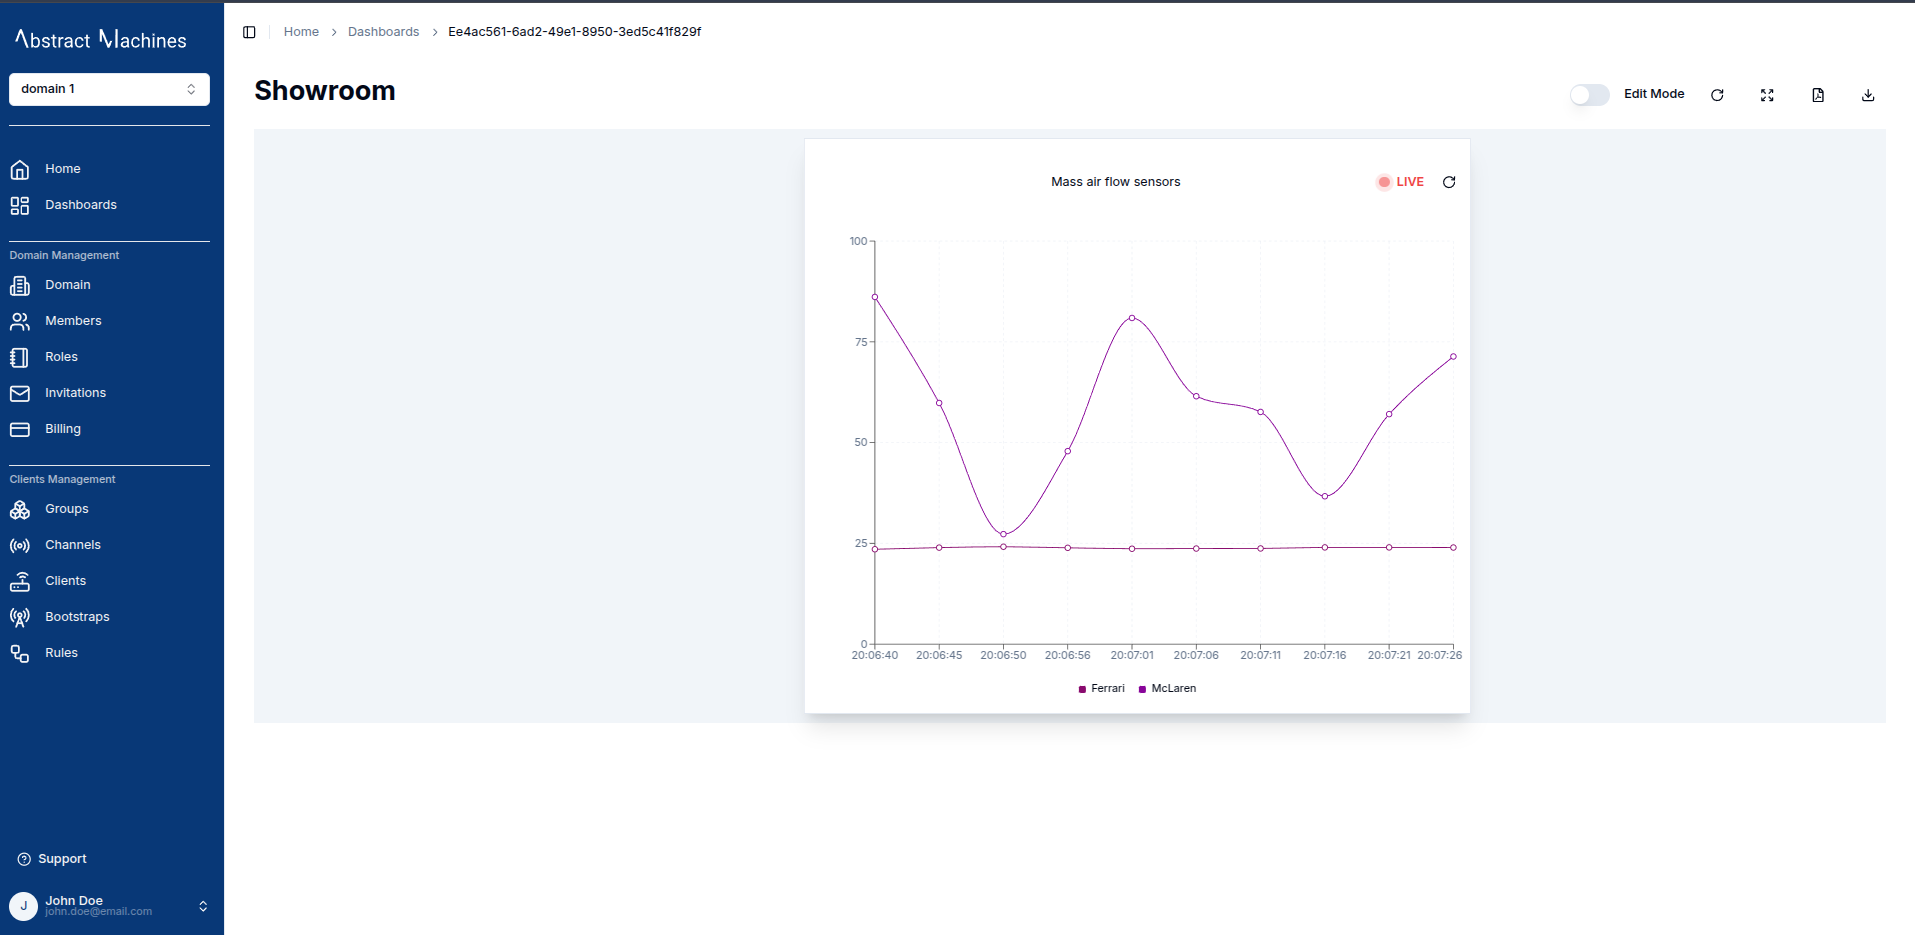 Abstract Machines
domain 1
Home
Dashboards
Domain Management
Domain
Members
Roles
Invitations
Billing
Clients Management
Groups
Channels
Clients
Bootstraps
Rules
Support
J
John Doe
john.doe@email.com
Home > Dashboards > Ee4ac561-6ad2-49e1-8950-3ed5c41f829f
Showroom
Edit Mode
Mass air flow sensors
LIVE
100
75
50
25
0
20:06:40 20:06:45 20:06:50 20:06:56 20:07:01 20:07:06 20:07:11 20:07:16 20:07:21 20:07:26
Ferrari McLaren